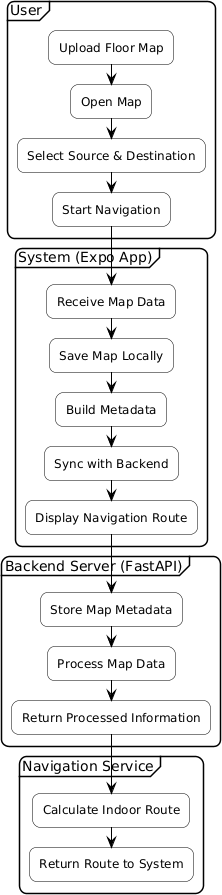 User
Upload Floor Map
Open Map
Select Source & Destination
Start Navigation
System (Expo App)
Receive Map Data
Save Map Locally
Build Metadata
Sync with Backend
Display Navigation Route
Backend Server (FastAPI)
Store Map Metadata
Process Map Data
Return Processed Information
Navigation Service
Calculate Indoor Route
Return Route to System